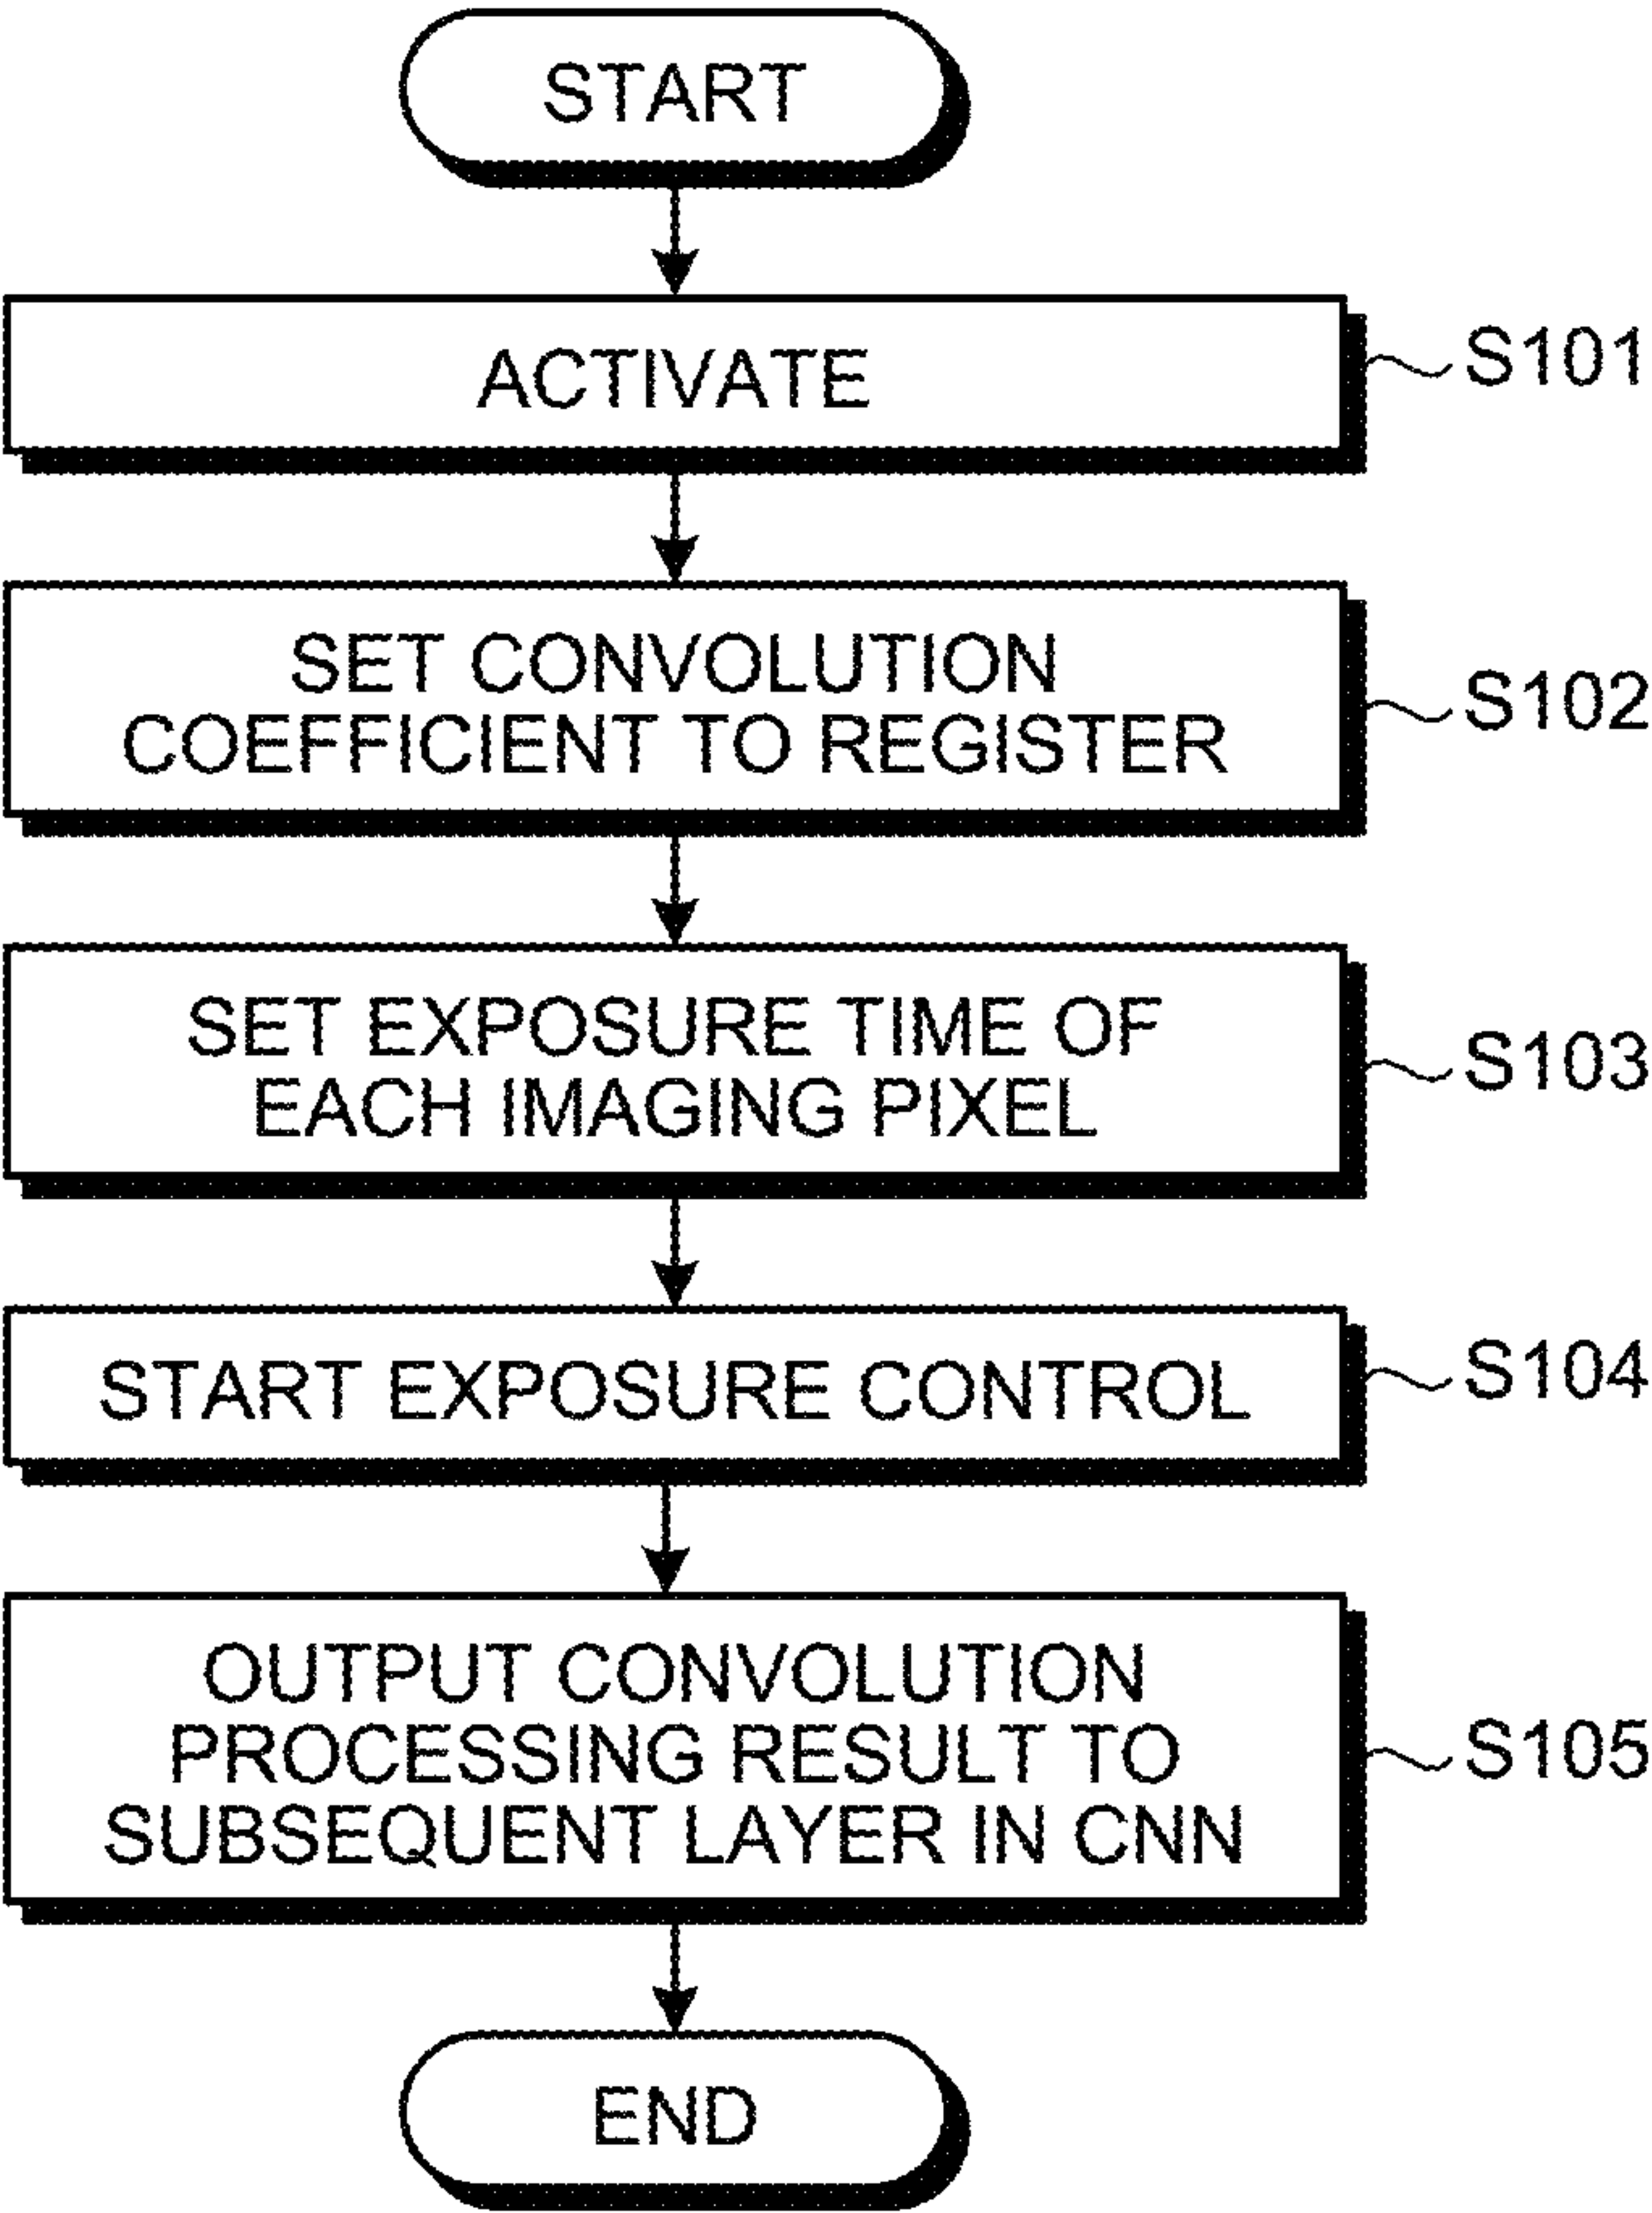 START
ACTIVATE
S101
SET CONVOLUTION
COEFFICIENT TO REGISTER
S102
SET EXPOSURE TIME OF
EACH IMAGING PIXEL
S103
START EXPOSURE CONTROL
S104
OUTPUT CONVOLUTION
PROCESSING RESULT TO
SUBSEQUENT LAYER IN CNN
S105
END